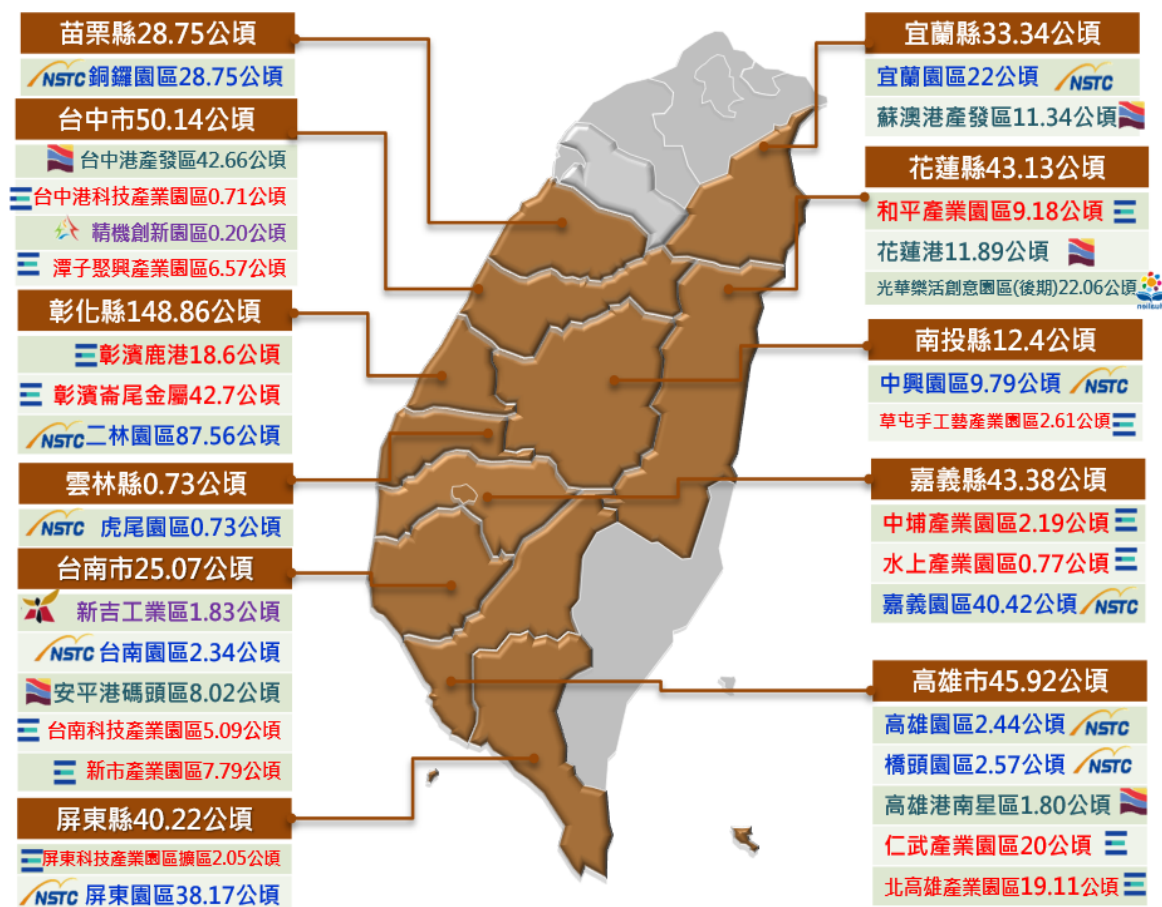 苗栗縣28.75公頃
NSTC 銅鑼園區28.75公頃
台中市50.14公頃
台中港產發區42.66公頃
台中港科技產業園區0.71公頃
精機創新園區0.20公頃
潭子聚興產業園區6.57公頃
彰化縣148.86公頃
彰濱鹿港18.6公頃
彰濱崙尾金屬42.7公頃
NSTC 二林園區87.56公頃
雲林縣0.73公頃
NSTC 虎尾園區0.73公頃
台南市25.07公頃
新吉工業區1.83公頃
NSTC 台南園區2.34公頃
安平港碼頭區8.02公頃
台南科技產業園區5.09公頃
新市產業園區7.79公頃
屏東縣40.22公頃
屏東科技產業園區擴區2.05公頃
NSTC 屏東園區38.17公頃
宜蘭縣33.34公頃
宜蘭園區22公頃 NSTC
蘇澳港產發區11.34公頃
花蓮縣43.13公頃
和平產業園區9.18公頃
花蓮港11.89公頃
光華樂活創意園區(後期)22.06公頃
南投縣12.4公頃
中興園區9.79公頃 NSTC
草屯手工藝產業園區2.61公頃
嘉義縣43.38公頃
中埔產業園區2.19公頃
水上產業園區0.77公頃
嘉義園區40.42公頃 NSTC
高雄市45.92公頃
高雄園區2.44公頃 NSTC
橋頭園區2.57公頃 NSTC
高雄港南星區1.80公頃
仁武產業園區20公頃
北高雄產業園區19.11公頃